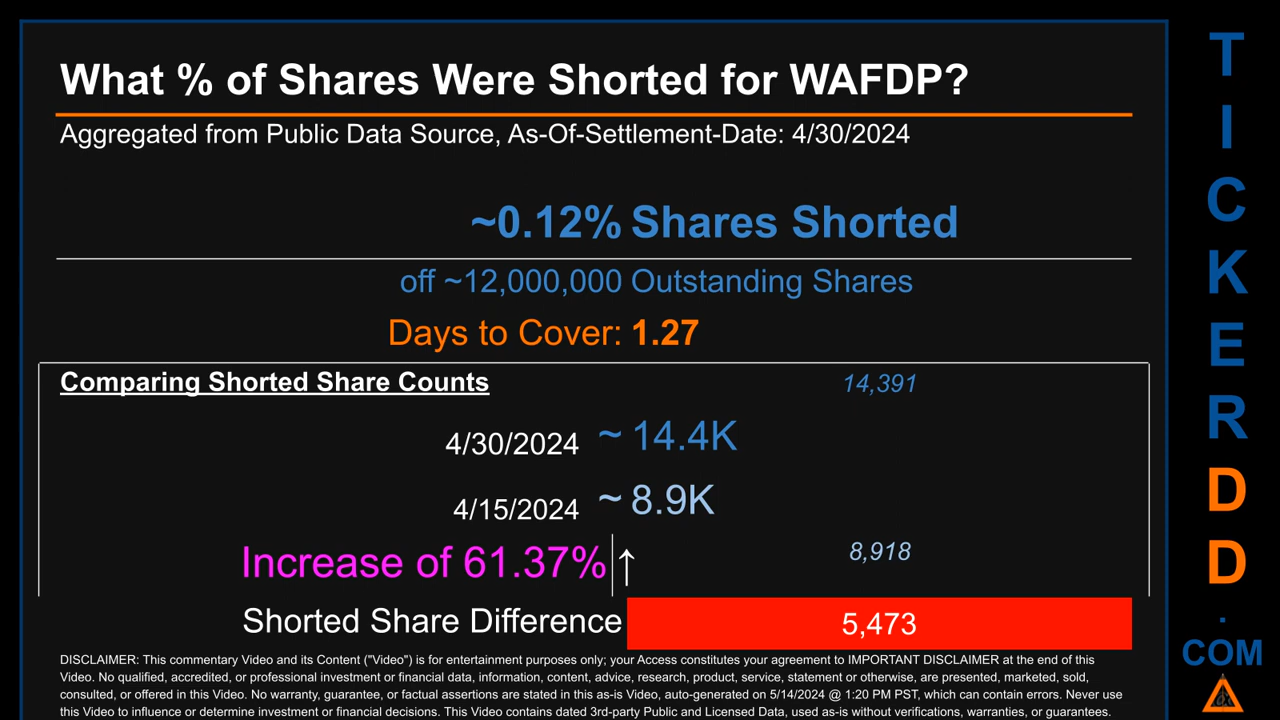 What % of Shares Were Shorted for WAFDP?
Aggregated from Public Data Source, As-Of-Settlement-Date: 4/30/2024
~0.12% Shares Shorted
off ~12,000,000 Outstanding Shares
Days to Cover: 1.27
Comparing Shorted Share Counts
14,391
4/30/2024 ~ 14.4K
4/15/2024 ~ 8.9K
Increase of 61.37% ↑
8,918
Shorted Share Difference 5,473
DISCLAIMER: This commentary Video and its Content ("Video") is for entertainment purposes only; your Access constitutes your agreement to IMPORTANT DISCLAIMER at the end of this
Video. No qualified, accredited, or professional investment or financial data, information, content, advice, research, product, service, statement or otherwise, are presented, marketed, sold,
consulted, or offered in this Video. No warranty, guarantee, or factual assertions are stated in this as-is Video, auto-generated on 5/14/2024 @ 1:20 PM PST, which can contain errors. Never use
this Video to influence or determine investment or financial decisions. This Video contains dated 3rd-party Public and Licensed Data, used as-is without verifications, warranties, or guarantees.
T
I
C
K
E
R
D
D
.
COM